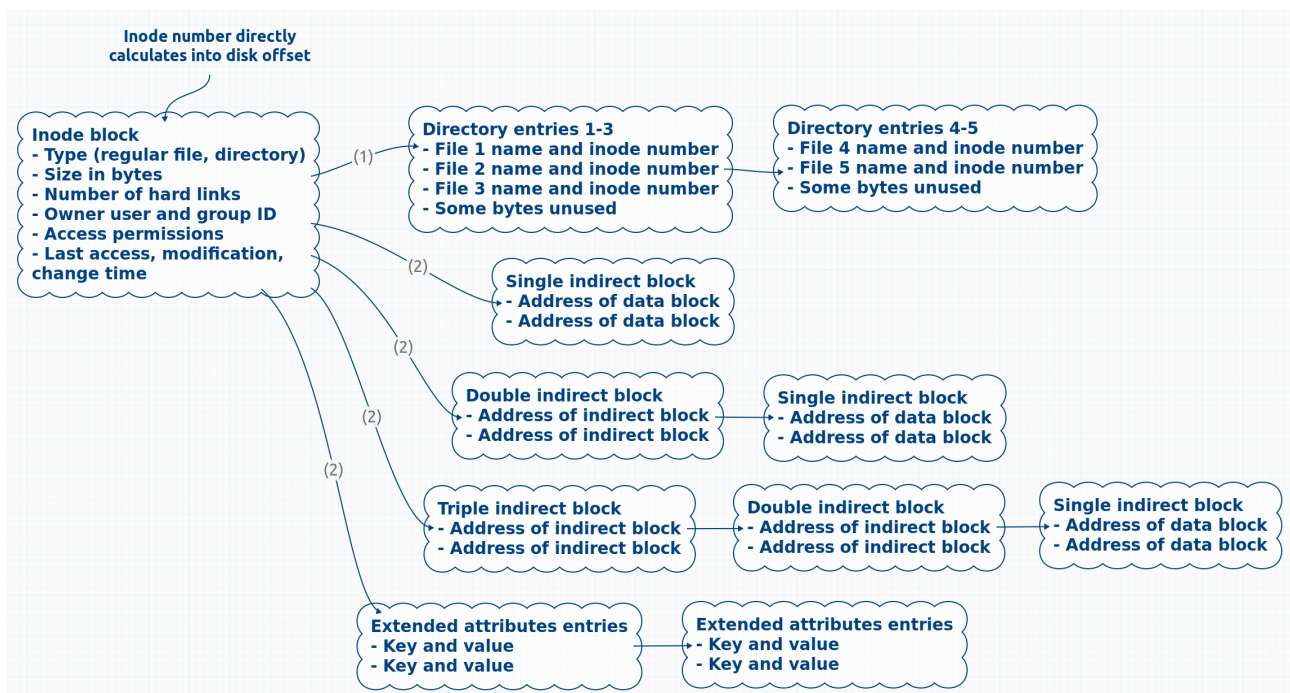 Inode number directly
calculates into disk offset
Inode block
- Type (regular file, directory)
- Size in bytes
- Number of hard links
- Owner user and group ID
- Access permissions
- Last access, modification,
change time
(1)
Directory entries 1-3
- File 1 name and inode number
- File 2 name and inode number
- File 3 name and inode number
- Some bytes unused
Directory entries 4-5
- File 4 name and inode number
- File 5 name and inode number
- Some bytes unused
(2)
Single indirect block
- Address of data block
- Address of data block
(2)
Double indirect block
- Address of indirect block
- Address of indirect block
Single indirect block
- Address of data block
- Address of data block
(2)
Triple indirect block
- Address of indirect block
- Address of indirect block
Double indirect block
- Address of indirect block
- Address of indirect block
Single indirect block
- Address of data block
- Address of data block
(2)
Extended attributes entries
- Key and value
- Key and value
Extended attributes entries
- Key and value
- Key and value